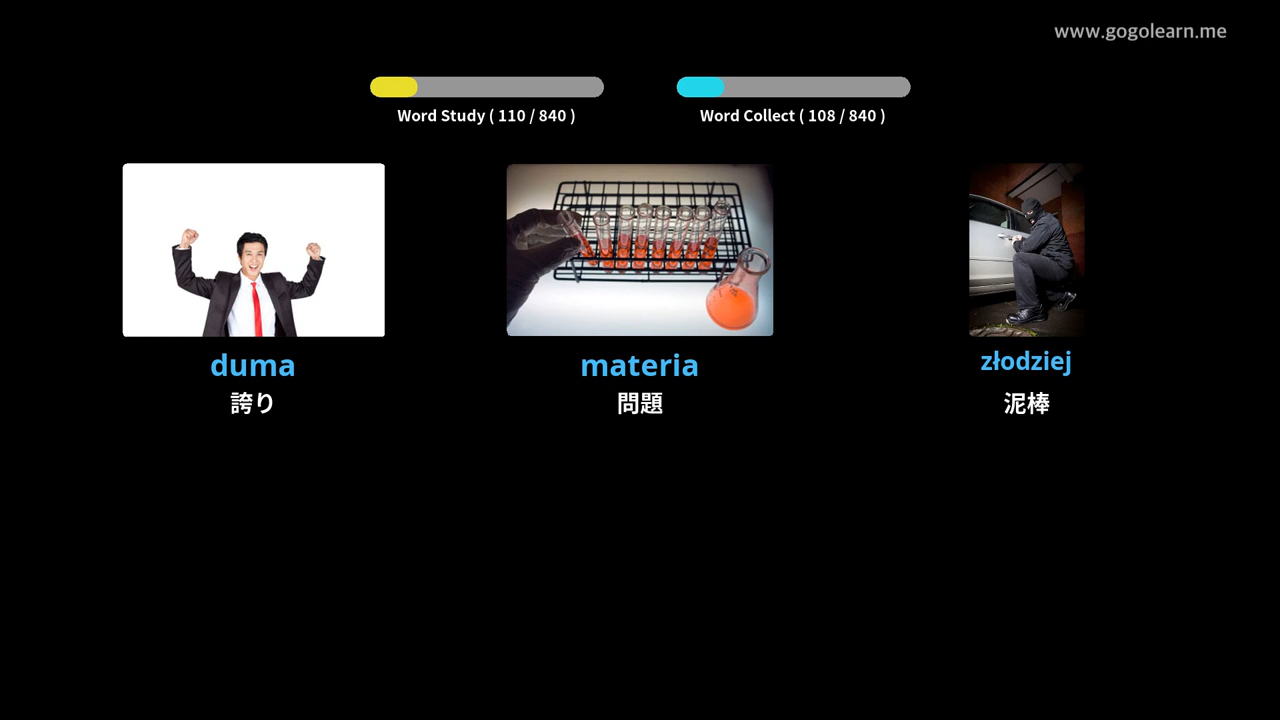 www.gogolearn.me
Word Study ( 110 / 840 )
Word Collect ( 108 / 840 )
duma
materia
złodziej
誇り
問題
泥棒